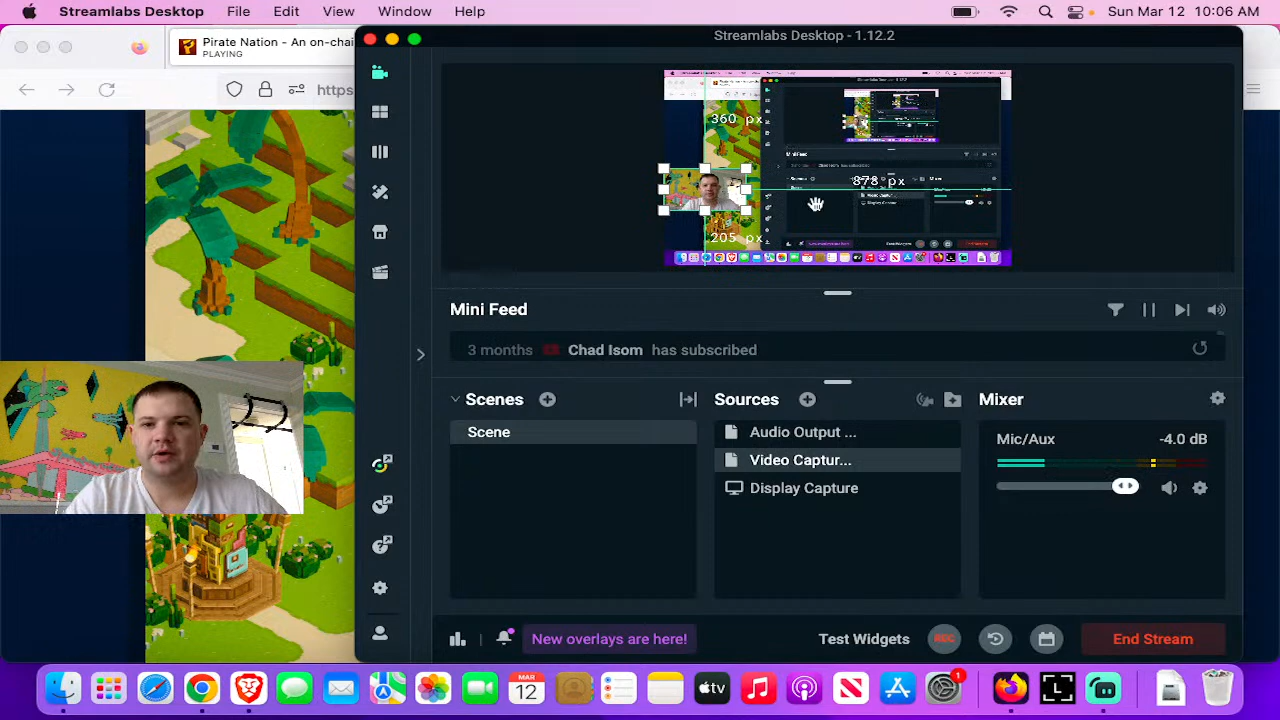 Streamlabs Desktop File Edit View Window Help Sun Mar 12 10:06 AM
Streamlabs Desktop - 1.12.2
Pirate Nation - An on-chai
PLAYING
https
360 px
878 px
205 px
Mini Feed
3 months Chad Isom has subscribed
Scenes
Sources
Mixer
Scene
Audio Output ...
Video Captur...
Display Capture
Mic/Aux -4.0 dB
New overlays are here!
Test Widgets
REC
End Stream
MAR
12
tv
1